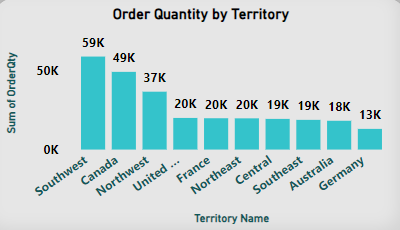 Order Quantity by Territory
Sum of OrderQty
50K
0K
59K
49K
37K
20K
20K
20K
19K
19K
18K
13K
Southwest
Canada
Northwest
United ...
France
Northeast
Central
Southeast
Australia
Germany
Territory Name